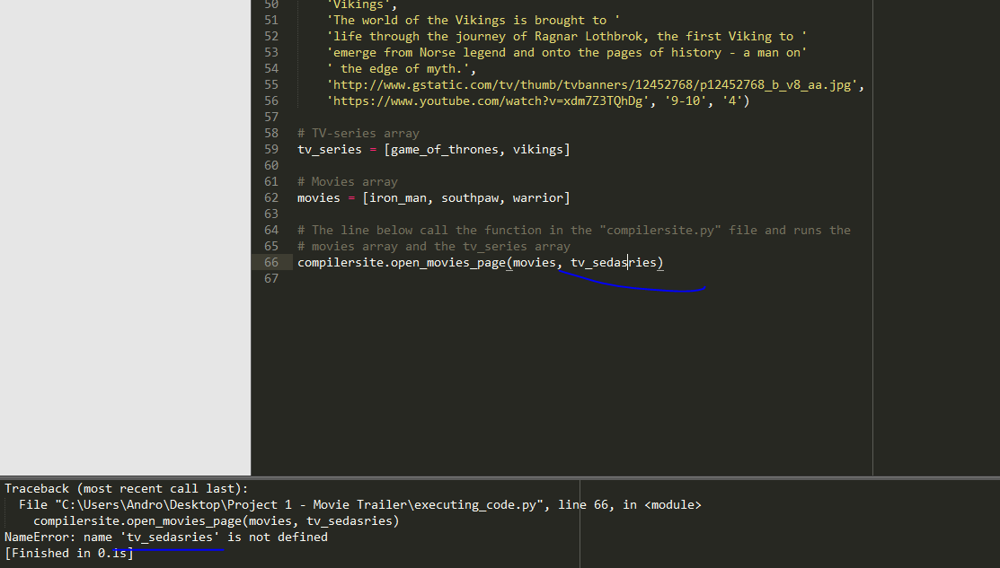 50 'Vikings',
51 'The world of the Vikings is brought to '
52 'life through the journey of Ragnar Lothbrok, the first Viking to '
53 'emerge from Norse legend and onto the pages of history - a man on'
54 ' the edge of myth.',
55 'http://www.gstatic.com/tv/thumb/tvbanners/12452768/p12452768_b_v8_aa.jpg',
56 'https://www.youtube.com/watch?v=xdm7Z3TQhDg', '9-10', '4')
57
58 # TV-series array
59 tv_series = [game_of_thrones, vikings]
60
61 # Movies array
62 movies = [iron_man, southpaw, warrior]
63
64 # The line below call the function in the "compilersite.py" file and runs the
65 # movies array and the tv_series array
66 compilersite.open_movies_page(movies, tv_sedasries)
67
Traceback (most recent call last):
File "C:\Users\Andro\Desktop\Project 1 - Movie Trailer\executing_code.py", line 66, in <module>
compilersite.open_movies_page(movies, tv_sedasries)
NameError: name 'tv_sedasries' is not defined
[Finished in 0.1s]